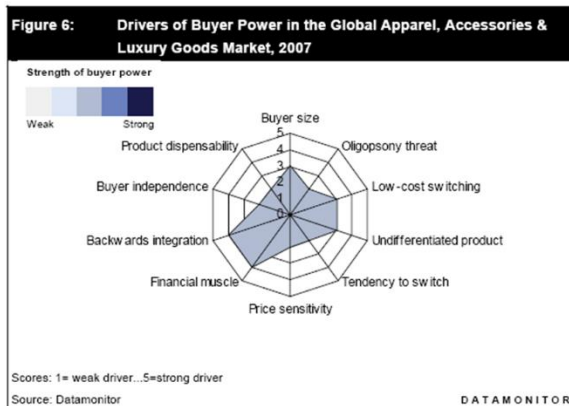 Figure 6: Drivers of Buyer Power in the Global Apparel, Accessories &
Luxury Goods Market, 2007
Strength of buyer power
Weak Strong
Buyer size
Product dispensability Oligopsony threat
Buyer independence Low-cost switching
Backwards integration Undifferentiated product
Financial muscle Tendency to switch
Price sensitivity
5
4
3
2
1
0
Scores: 1= weak driver...5=strong driver
Source: Datamonitor DATAMONITOR